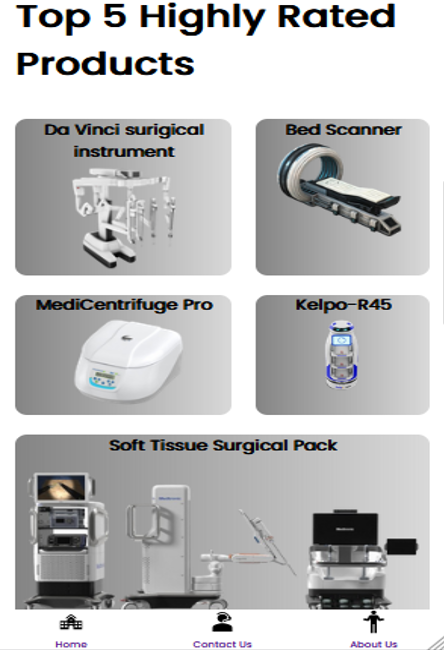 Top 5 Highly Rated
Products
Da Vinci surigical
instrument
Bed Scanner
MediCentrifuge Pro
Kelpo-R45
Soft Tissue Surgical Pack
Home
Contact Us
About Us